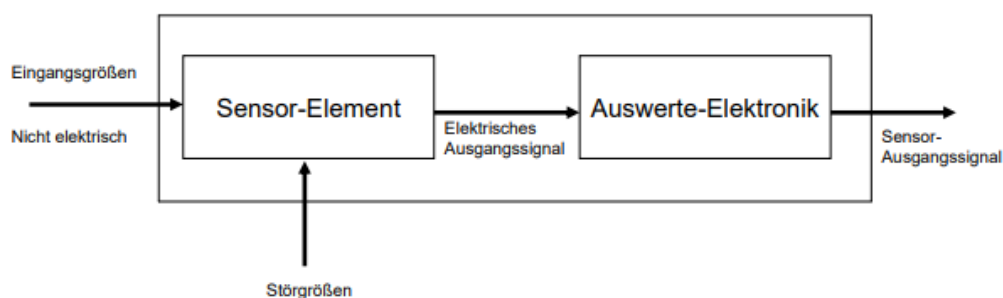 Eingangsgrößen
Nicht elektrisch
Sensor-Element
Elektrisches
Ausgangssignal
Auswerte-Elektronik
Sensor-
Ausgangssignal
Störgrößen